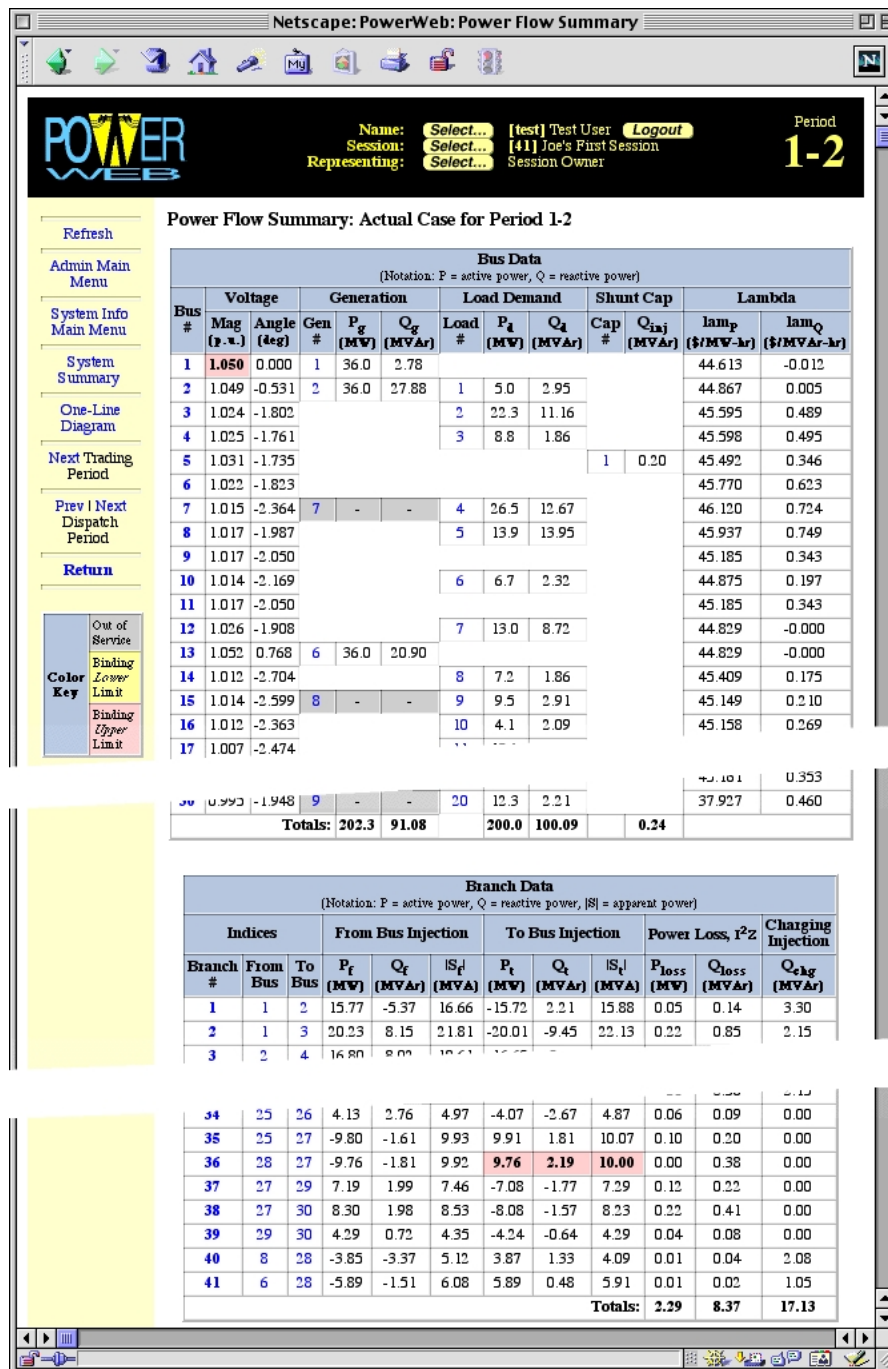 Netscape: PowerWeb: Power Flow Summary
My
N
POWER WEB
Name: Select... [test] Test User Logout
Session: Select... [41] Joe's First Session
Representing: Select... Session Owner
Period
1-2
Refresh
Admin Main
Menu
System Info
Main Menu
System
Summary
One-Line
Diagram
Next Trading
Period
Prev | Next
Dispatch
Period
Return
Color Key
Out of Service
Binding Lower Limit
Binding Upper Limit
Power Flow Summary: Actual Case for Period 1-2
Bus Data
(Notation: P = active power, Q = reactive power)
Bus # Voltage Generation Load Demand Shunt Cap Lambda
Mag (p.u.) Angle (deg) Gen # Pg (MW) Qg (MVAr) Load # Pd (MW) Qd (MVAr) Cap # Qinj (MVAr) lamP ($/MW-hr) lamQ ($/MVAr-hr)
1 1.050 0.000 1 36.0 2.78 44.613 -0.012
2 1.049 -0.531 2 36.0 27.88 1 5.0 2.95 44.867 0.005
3 1.024 -1.802 2 22.3 11.16 45.595 0.489
4 1.025 -1.761 3 8.8 1.86 45.598 0.495
5 1.031 -1.735 1 0.20 45.492 0.346
6 1.022 -1.823 45.770 0.623
7 1.015 -2.364 7 - - 4 26.5 12.67 46.120 0.724
8 1.017 -1.987 5 13.9 13.95 45.937 0.749
9 1.017 -2.050 45.185 0.343
10 1.014 -2.169 6 6.7 2.32 44.875 0.197
11 1.017 -2.050 45.185 0.343
12 1.026 -1.908 7 13.0 8.72 44.829 -0.000
13 1.052 0.768 6 36.0 20.90 44.829 -0.000
14 1.012 -2.704 8 7.2 1.86 45.409 0.175
15 1.014 -2.599 8 - - 9 9.5 2.91 45.149 0.210
16 1.012 -2.363 10 4.1 2.09 45.158 0.269
17 1.007 -2.474
0.353
30 0.995 -1.948 9 - - 20 12.3 2.21 37.927 0.460
Totals: 202.3 91.08 200.0 100.09 0.24
Branch Data
(Notation: P = active power, Q = reactive power, |S| = apparent power)
Indices From Bus Injection To Bus Injection Power Loss, I²Z Charging Injection
Branch # From Bus To Bus Pf (MW) Qf (MVAr) |Sf| (MVA) Pt (MW) Qt (MVAr) |St| (MVA) Ploss (MW) Qloss (MVAr) Qchg (MVAr)
1 1 2 15.77 -5.37 16.66 -15.72 2.21 15.88 0.05 0.14 3.30
2 1 3 20.23 8.15 21.81 -20.01 -9.45 22.13 0.22 0.85 2.15
3 2 4 16.80
34 25 26 4.13 2.76 4.97 -4.07 -2.67 4.87 0.06 0.09 0.00
35 25 27 -9.80 -1.61 9.93 9.91 1.81 10.07 0.10 0.20 0.00
36 28 27 -9.76 -1.81 9.92 9.76 2.19 10.00 0.00 0.38 0.00
37 27 29 7.19 1.99 7.46 -7.08 -1.77 7.29 0.12 0.22 0.00
38 27 30 8.30 1.98 8.53 -8.08 -1.57 8.23 0.22 0.41 0.00
39 29 30 4.29 0.72 4.35 -4.24 -0.64 4.29 0.04 0.08 0.00
40 8 28 -3.85 -3.37 5.12 3.87 1.33 4.09 0.01 0.04 2.08
41 6 28 -5.89 -1.51 6.08 5.89 0.48 5.91 0.01 0.02 1.05
Totals: 2.29 8.37 17.13